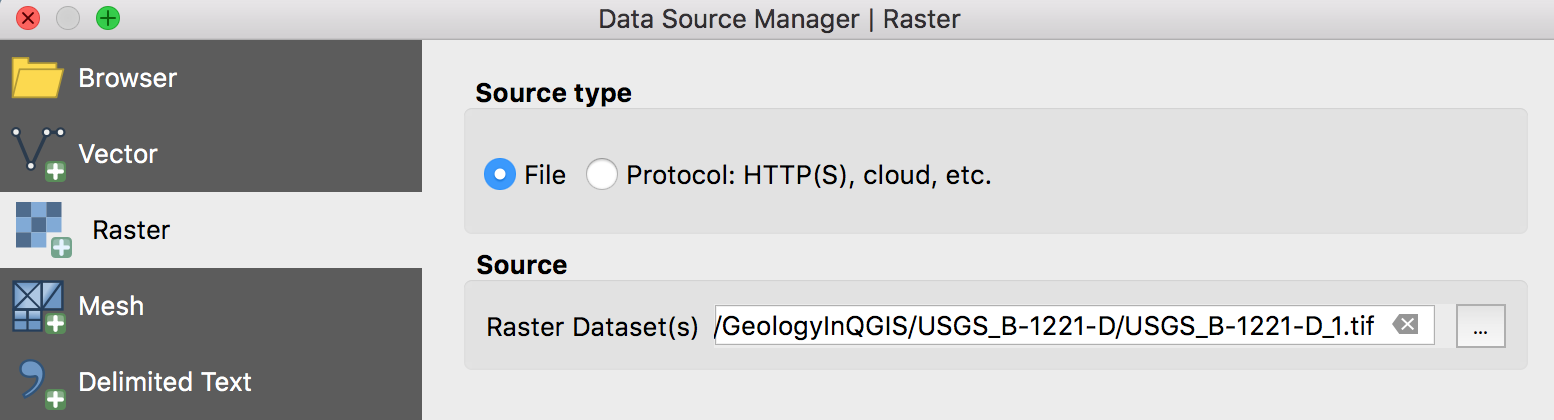 Data Source Manager | Raster
Browser
Vector
Raster
Mesh
Delimited Text
Source type
File
Protocol: HTTP(S), cloud, etc.
Source
Raster Dataset(s)
/GeologyInQGIS/USGS_B-1221-D/USGS_B-1221-D_1.tif
...